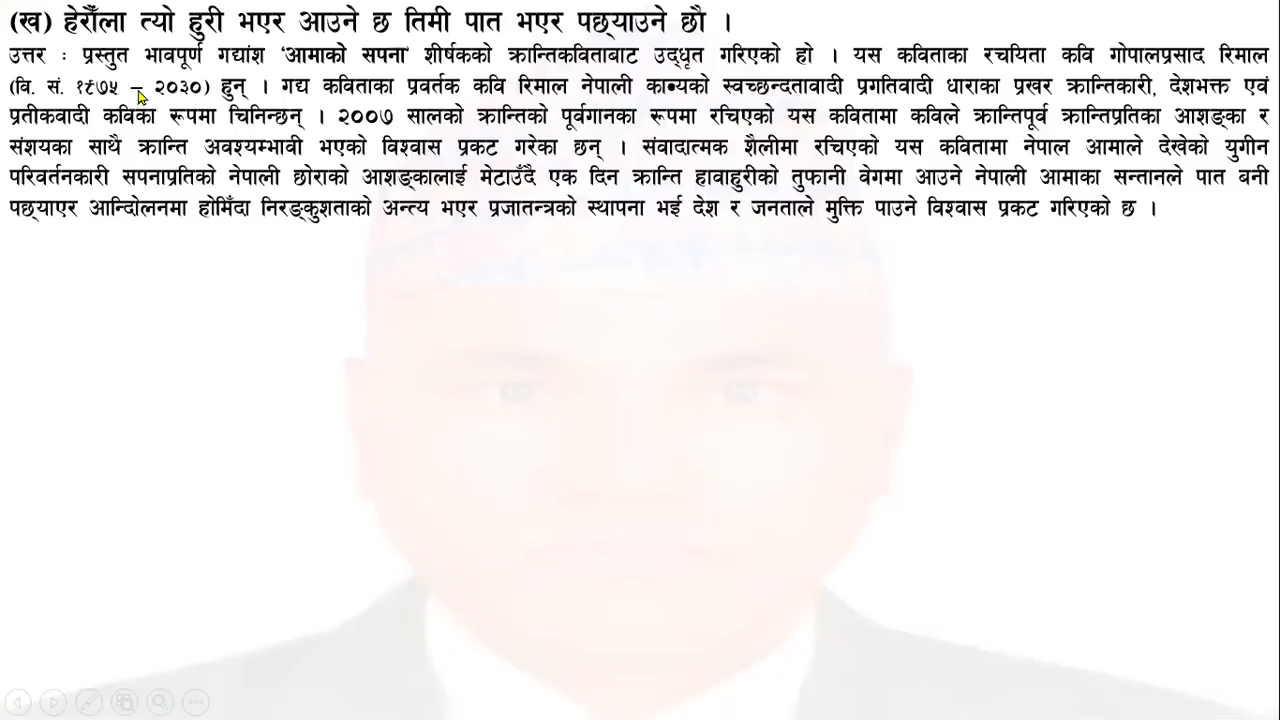 (ख) हेरौँला त्यो हुरी भएर आउने छ तिमी पात भएर पछ्याउने छौ ।
उत्तर : प्रस्तुत भावपूर्ण गद्यांश 'आमाको सपना' शीर्षकको क्रान्तिकविताबाट उद्धृत गरिएको हो । यस कविताका रचयिता कवि गोपालप्रसाद रिमाल
(वि. सं. १९७५ – २०३०) हुन् । गद्य कविताका प्रवर्तक कवि रिमाल नेपाली काव्यको स्वच्छन्दतावादी प्रगतिवादी धाराका प्रखर क्रान्तिकारी, देशभक्त एवं
प्रतीकवादी कविका रूपमा चिनिन्छन् । २००७ सालको क्रान्तिको पूर्वगानका रूपमा रचिएको यस कवितामा कविले क्रान्तिपूर्व क्रान्तिप्रतिका आशङ्का र
संशयका साथै क्रान्ति अवश्यम्भावी भएको विश्वास प्रकट गरेका छन् । संवादात्मक शैलीमा रचिएको यस कवितामा नेपाल आमाले देखेको युगीन
परिवर्तनकारी सपनाप्रतिको नेपाली छोराको आशङ्कालाई मेटाउँदै एक दिन क्रान्ति हावाहुरीको तुफानी वेगमा आउने नेपाली आमाका सन्तानले पात बनी
पछ्याएर आन्दिोलनमा होमिँदा निरङ्कुशताको अन्त्य भएर प्रजातन्त्रको स्थापना भई देश र जनताले मुक्ति पाउने विश्वास प्रकट गरिएको छ ।